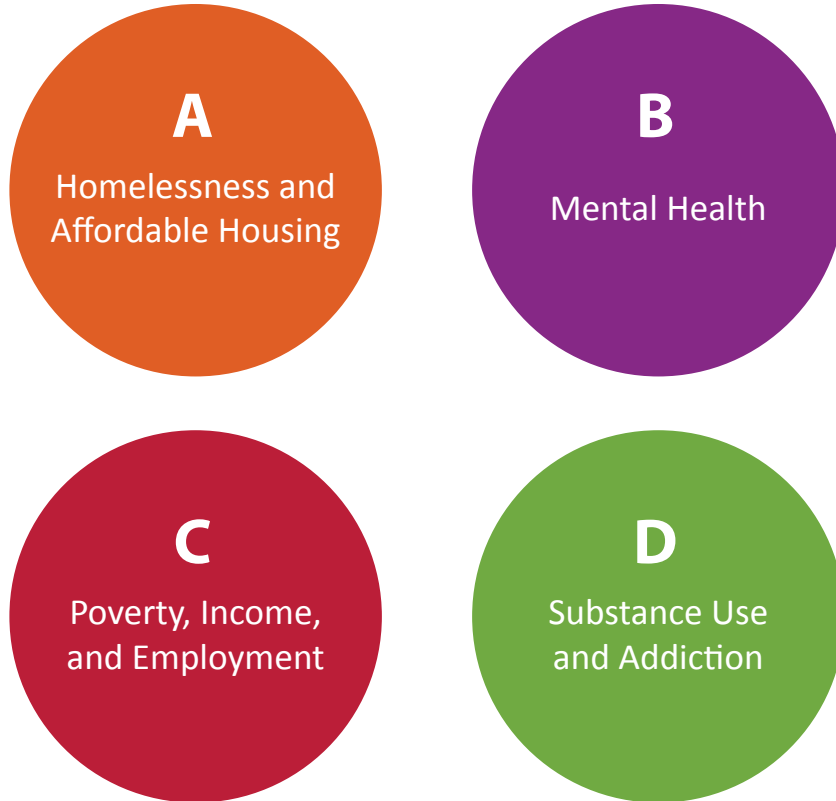 A
Homelessness and
Affordable Housing
B
Mental Health
C
Poverty, Income,
and Employment
D
Substance Use
and Addiction